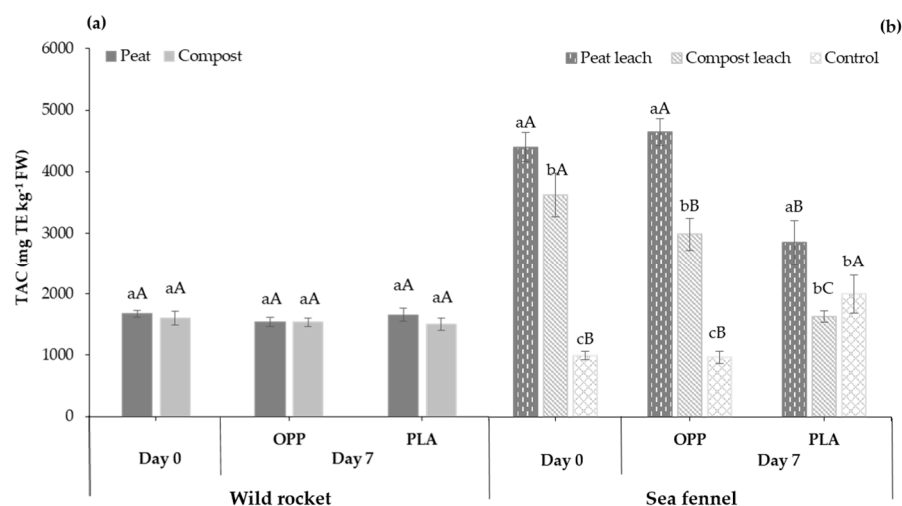 (a)
(b)
6000
5000
4000
3000
2000
1000
0
TAC (mg TE kg⁻¹ FW)
Peat Compost
Peat leach Compost leach Control
aA aA
aA aA
aA aA
aA
bA
cB
aA
bB
cB
aB
bC
bA
OPP PLA OPP PLA
Day 0 Day 7 Day 0 Day 7
Wild rocket Sea fennel